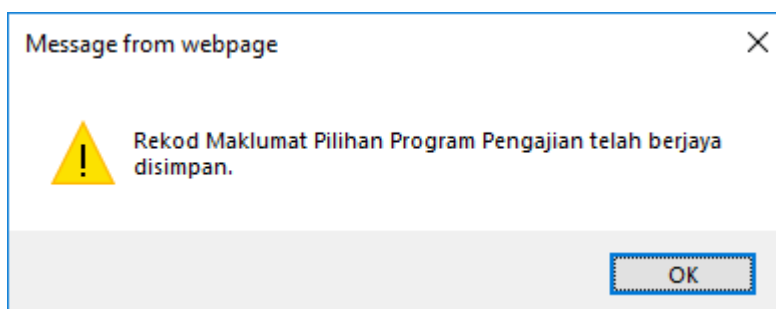 Message from webpage
Rekod Maklumat Pilihan Program Pengajian telah berjaya
disimpan.
OK